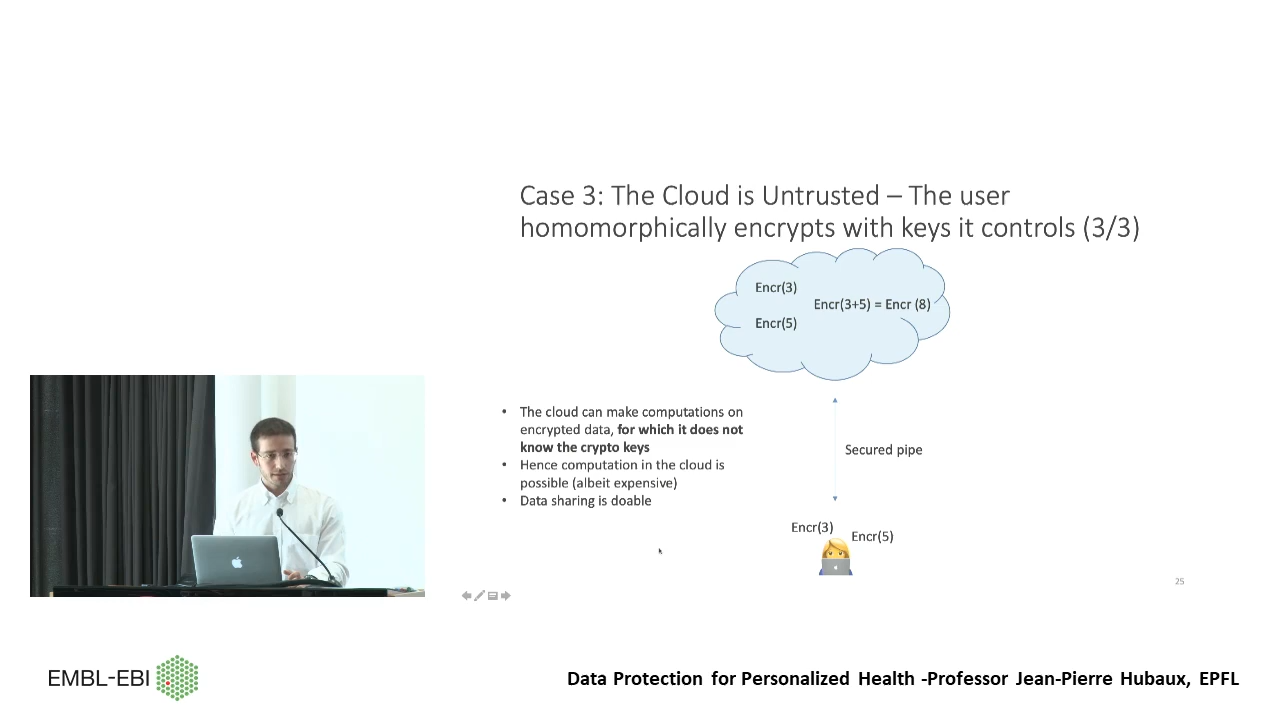 Case 3: The Cloud is Untrusted – The user
homomorphically encrypts with keys it controls (3/3)
Encr(3)
Encr(3+5) = Encr (8)
Encr(5)
• The cloud can make computations on
encrypted data, for which it does not
know the crypto keys
• Hence computation in the cloud is
possible (albeit expensive)
• Data sharing is doable
Secured pipe
Encr(3)
Encr(5)
25
EMBL-EBI
Data Protection for Personalized Health -Professor Jean-Pierre Hubaux, EPFL